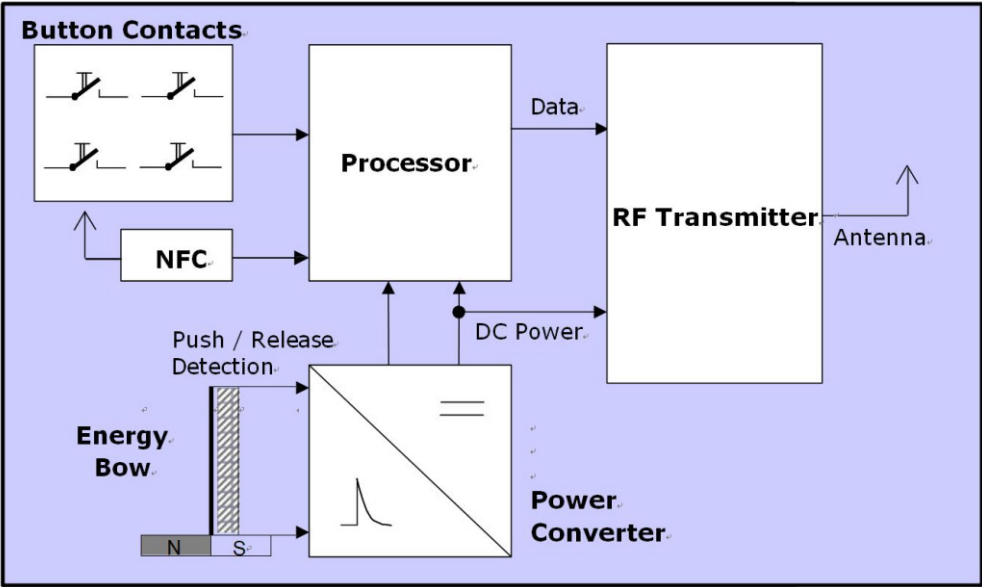 Button Contacts
Data
Processor
RF Transmitter
Antenna
NFC
DC Power
Push / Release
Detection
Energy
Bow
N
S
Power
Converter